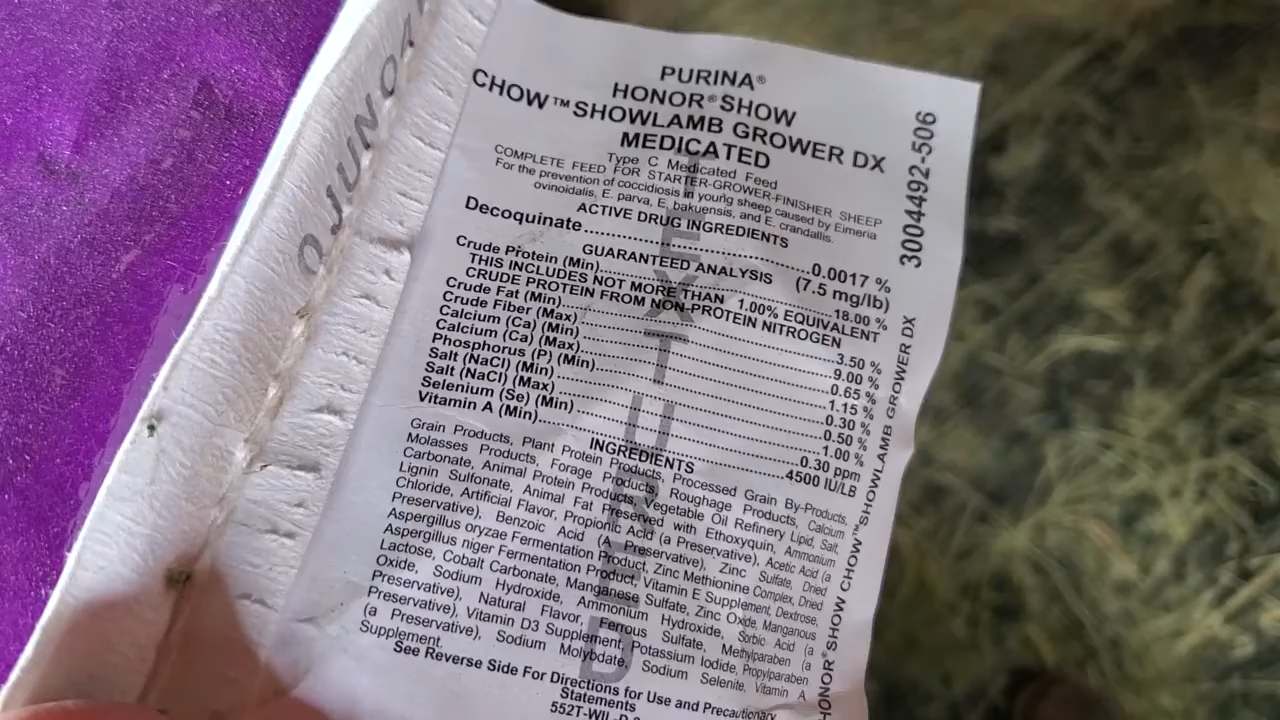 Q JUN 04
PURINA®
HONOR® SHOW
CHOW™ SHOWLAMB GROWER DX
MEDICATED
Type C Medicated Feed
COMPLETE FEED FOR STARTER-GROWER-FINISHER SHEEP
For the prevention of coccidiosis in young sheep caused by Eimeria
ovinoidalis, E. parva, E. bakuensis, and E. crandallis.
ACTIVE DRUG INGREDIENTS
Decoquinate..............................0.0017 %
(7.5 mg/lb)
GUARANTEED ANALYSIS
Crude Protein (Min)..............................18.00 %
THIS INCLUDES NOT MORE THAN 1.00% EQUIVALENT
CRUDE PROTEIN FROM NON-PROTEIN NITROGEN
Crude Fat (Min)..............................3.50 %
Crude Fiber (Max)..............................9.00 %
Calcium (Ca) (Min)..............................0.65 %
Calcium (Ca) (Max)..............................1.15 %
Phosphorus (P) (Min)..............................0.30 %
Salt (NaCl) (Min)..............................0.50 %
Salt (NaCl) (Max)..............................1.00 %
Selenium (Se) (Min)..............................0.30 ppm
Vitamin A (Min)..............................4500 IU/LB
INGREDIENTS
Grain Products, Plant Protein Products, Processed Grain By-Products,
Molasses Products, Forage Products, Roughage Products, Calcium
Carbonate, Animal Protein Products, Vegetable Oil Refinery Lipid, Salt,
Lignin Sulfonate, Animal Fat Preserved with Ethoxyquin, Ammonium
Chloride, Artificial Flavor, Propionic Acid (a Preservative), Acetic Acid (a
Preservative), Benzoic Acid (A Preservative), Zinc Sulfate, Dried
Aspergillus oryzae Fermentation Product, Zinc Methionine Complex, Dried
Aspergillus niger Fermentation Product, Vitamin E Supplement, Dextrose,
Lactose, Cobalt Carbonate, Manganese Sulfate, Zinc Oxide, Manganous
Oxide, Sodium Hydroxide, Ammonium Hydroxide, Sorbic Acid (a
Preservative), Natural Flavor, Ferrous Sulfate, Methylparaben (a
Preservative), Vitamin D3 Supplement, Potassium Iodide, Propylparaben
(a Preservative), Sodium Molybdate, Sodium Selenite, Vitamin A
Supplement.
See Reverse Side For Directions for Use and Precautionary
Statements
3004492-506
HONOR® SHOW CHOW™ SHOWLAMB GROWER DX